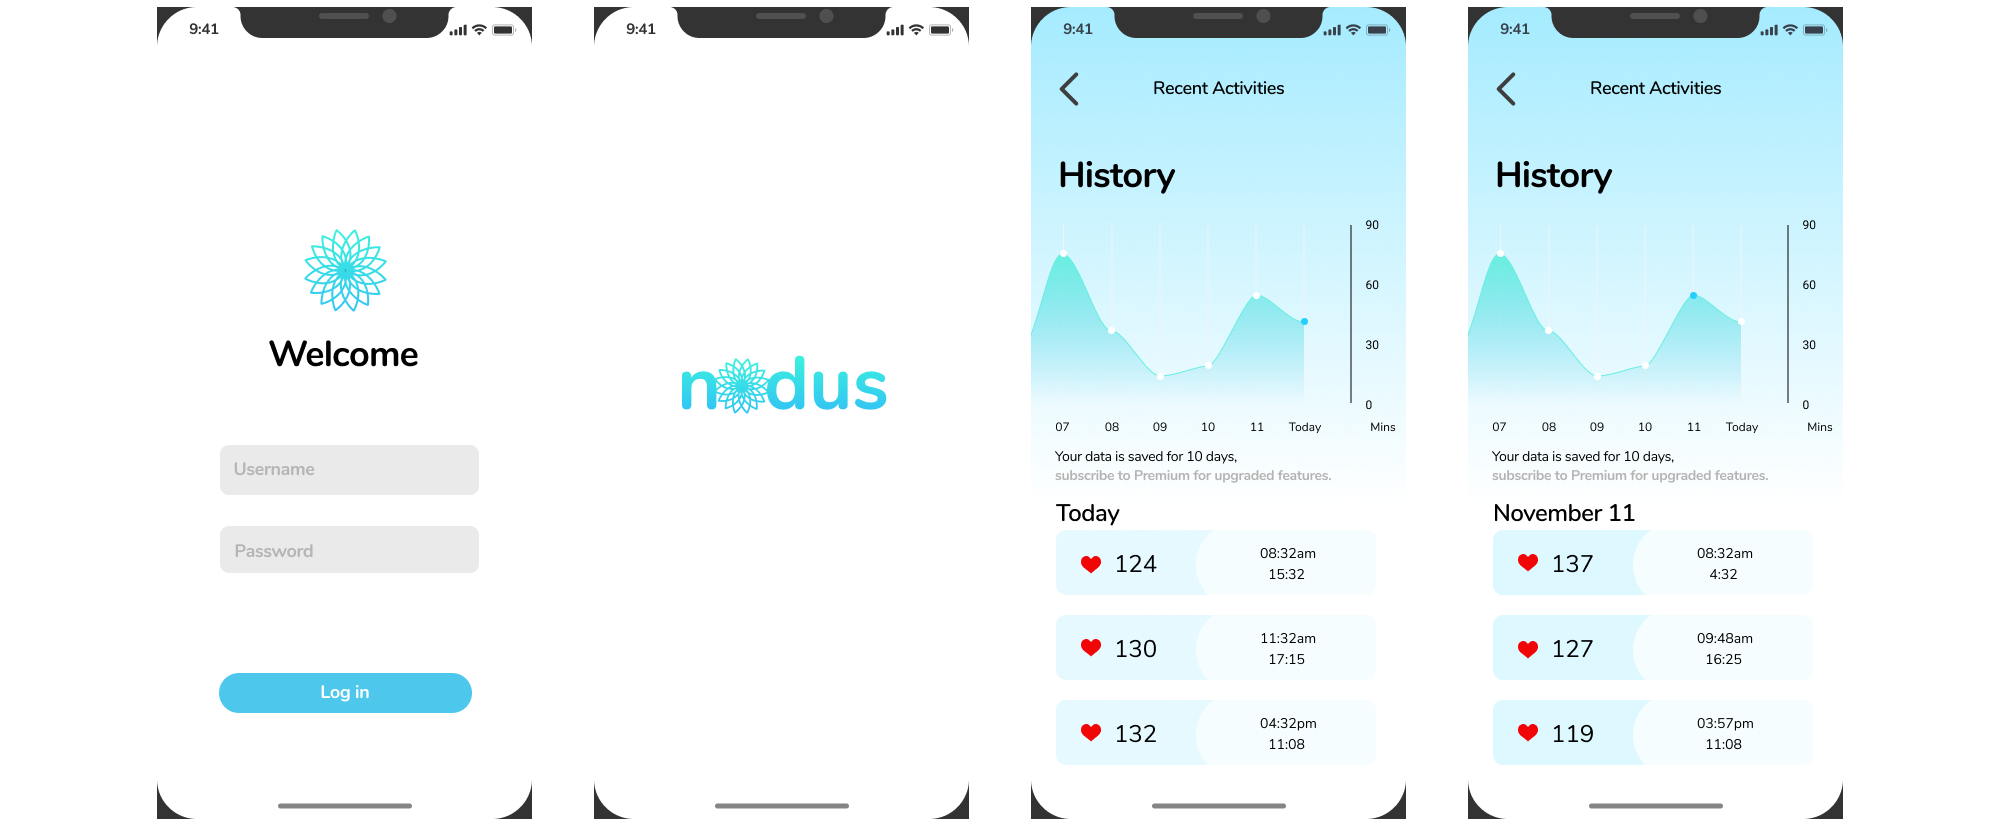 9:41
Welcome
Username
Password
Log in
9:41
nodus
9:41
Recent Activities
History
90
60
30
0
07 08 09 10 11 Today Mins
Your data is saved for 10 days,
subscribe to Premium for upgraded features.
Today
124
08:32am
15:32
130
11:32am
17:15
132
04:32pm
11:08
9:41
Recent Activities
History
90
60
30
0
07 08 09 10 11 Today Mins
Your data is saved for 10 days,
subscribe to Premium for upgraded features.
November 11
137
08:32am
4:32
127
09:48am
16:25
119
03:57pm
11:08